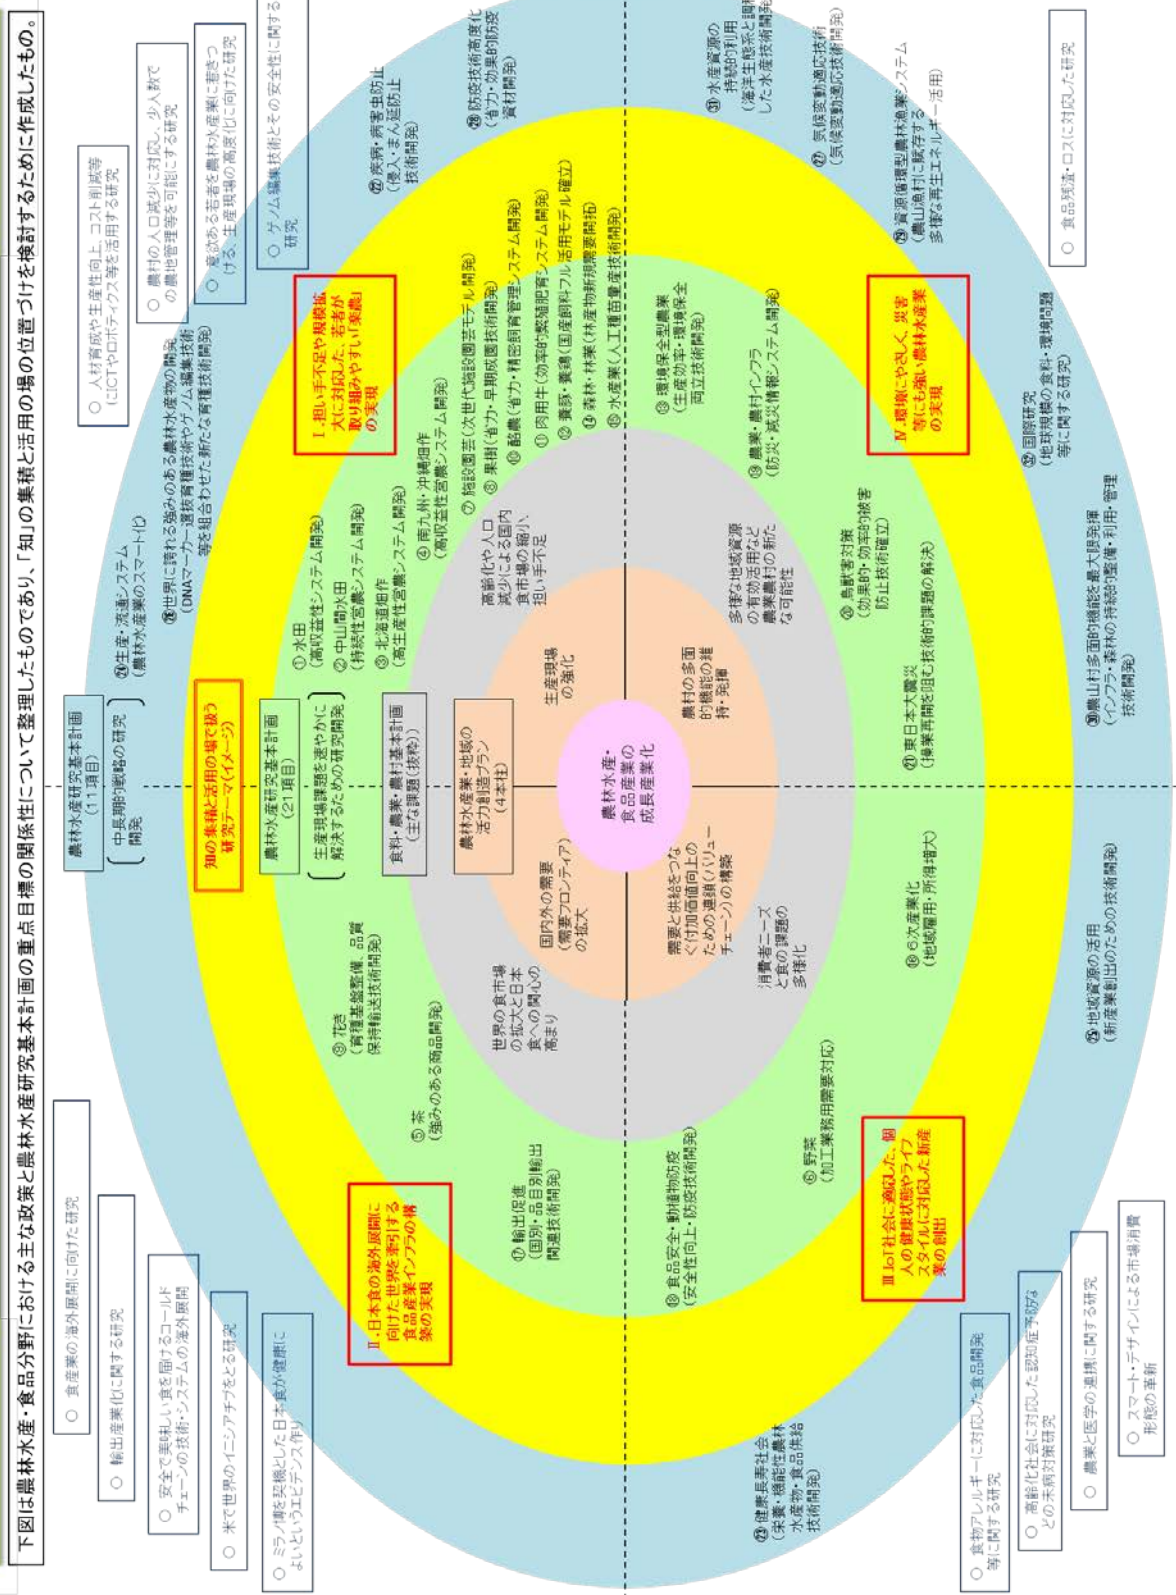 下図は農林水産・食品分野における主な政策と農林水産研究基本計画の重点目標の関係性について整理したものであり、「知」の集積と活用の場の位置づけを検討するために作成したもの。
○ 食産業の海外展開に向けた研究
○ 輸出産業化に関する研究
○ 安全で美味しい食を届けるコールド
チェーンの技術・システムの海外展開
○ 米で世界のイニシアチブをとる研究
○ ミラノ博を契機とした日本食が健康に
よいというエビデンス作り
農林水産研究基本計画
(11項目)
中長期的戦略の研究
開発
知の集積と活用の場で扱う
研究テーマ(イメージ)
農林水産研究基本計画
(21項目)
生産現場課題を速やかに
解決するための研究開発
食料・農業・農村基本計画
(主な課題(抜粋))
農林水産業・地域の
活力創造プラン
(4本柱)
○ 人材育成や生産性向上、コスト削減等
にICTやロボティクス等を活用する研究
○ 農村の人口減少に対応し、少人数で
の農地管理等を可能にする研究
○ 意欲ある若者を農林水産業に惹きつ
ける、生産現場の高度化に向けた研究
○ ゲノム編集技術とその安全性に関する
研究
㉔生産・流通システム
(農林水産業のスマート化)
㉖世界に誇れる強みのある農林水産物の開発
(DNAマーカー選抜育種技術やゲノム編集技術
等を組合わせた新たな育種技術開発)
Ⅰ.担い手不足や規模拡
大に対応した、若者が
取り組みやすい「楽農」
の実現
㉒ 疾病・病害虫防止
(侵入・まん延防止
技術開発)
㉘ 防疫技術高度化
(省力・効果的防疫
資材開発)
Ⅱ.日本食の海外展開に
向けた世界を牽引する
食品産業インフラの構
築の実現
⑨ 花き
(育種基盤整備、品質
保持輸送技術開発)
⑤ 茶
(強みのある商品開発)
⑰ 輸出促進
(国別・品目別輸出
関連技術開発)
① 水田
(高収益性システム開発)
② 中山間水田
(持続性営農システム開発)
③ 北海道畑作
(高生産性営農システム開発)
④ 南九州・沖縄畑作
(高収益性営農システム開発)
⑦ 施設園芸(次世代施設園芸モデル開発)
⑧ 果樹(省力・早期成園技術開発)
⑩ 酪農(省力・精密飼育管理システム開発)
⑪ 肉用牛(効率的繁殖肥育システム開発)
⑫ 養豚・養鶏(国産飼料フル活用モデル確立)
⑭ 森林・林業(林産物新規需要開拓)
⑮ 水産業(人工種苗量産技術開発)
世界の食市場
の拡大と日本
食への関心の
高まり
高齢化や人口
減少による国内
食市場の縮小、
担い手不足
国内外の需要
(需要フロンティア)
の拡大
生産現場
の強化
農林水産・
食品産業の
成長産業化
需要と供給をつな
ぐ付加価値向上の
ための連鎖(バリュー
チェーン)の構築
農村の多面
的機能の維
持・発揮
消費者ニーズ
と食の課題の
多様化
多様な地域資源
の有効活用など
農業農村の新た
な可能性
⑱ 食品安全・動植物防疫
(安全性向上・防疫技術開発)
⑥ 野菜
(加工業務用需要対応)
⑯ 6次産業化
(地域雇用・所得増大)
⑬ 環境保全型農業
(生産効率・環境保全
両立技術開発)
⑲ 農業・農村インフラ
(防災・減災情報システム開発)
⑳ 鳥獣害対策
(効果的・効率的被害
防止技術確立)
㉑ 東日本大震災
(操業再開を阻む技術的課題の解決)
Ⅲ.IoT社会に適応した、個
人の健康状態やライフ
スタイルに対応した新産
業の創出
Ⅳ.環境にやさしく、災害
等にも強い農林水産業
の実現
㉓ 健康長寿社会
(栄養・機能性農林
水産物・食品供給
技術開発)
㉕ 地域資源の活用
(新産業創出のための技術開発)
㉚農山村多面的機能を最大限発揮
(インフラ・森林の持続的整備・利用・管理
技術開発)
㉛ 水産資源の
持続的利用
(海洋生態系と調和
した水産技術開発)
㉗ 気候変動適応技術
(気候変動適応技術開発)
㉙ 資源循環型農林漁業システム
(農山漁村に賦存する
多様な再生エネルギー活用)
㉜ 国際研究
(地球規模の食料・環境問題
等に関する研究)
○ 食物アレルギーに対応した食品開発
等に関する研究
○ 高齢化社会に対応した認知症予防な
どの未病対策研究
○ 農業と医学の連携に関する研究
○ スマート・デザインによる市場消費
形態の革新
○ 食品残渣・ロスに対応した研究